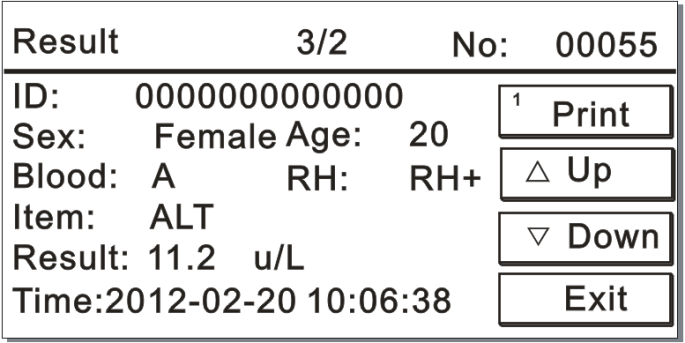 Result 3/2 No: 00055
ID: 0000000000000
1 Print
Sex: Female Age: 20
Blood: A RH: RH+
△ Up
Item: ALT
▽ Down
Result: 11.2 u/L
Time:2012-02-20 10:06:38
Exit